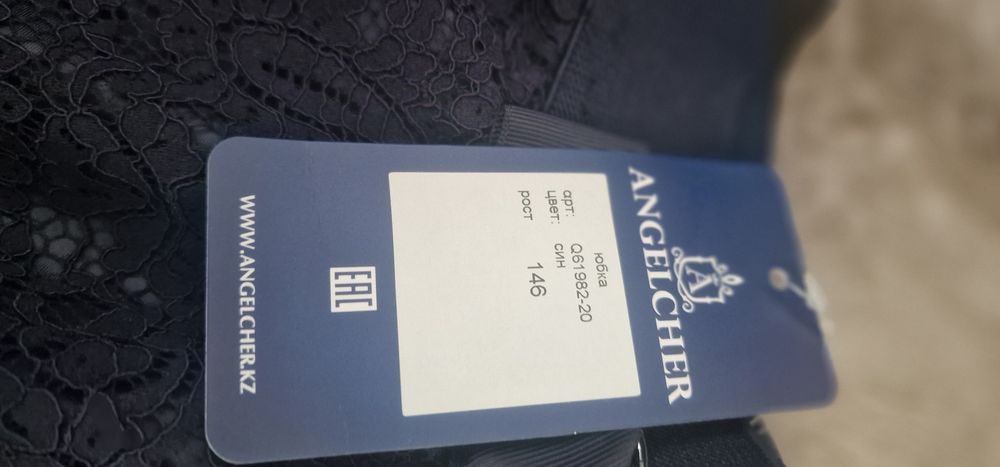 A
ANGELCHER
юбка
арт: Q61982-20
цвет: син
рост 146
EAC
WWW.ANGELCHER.KZ